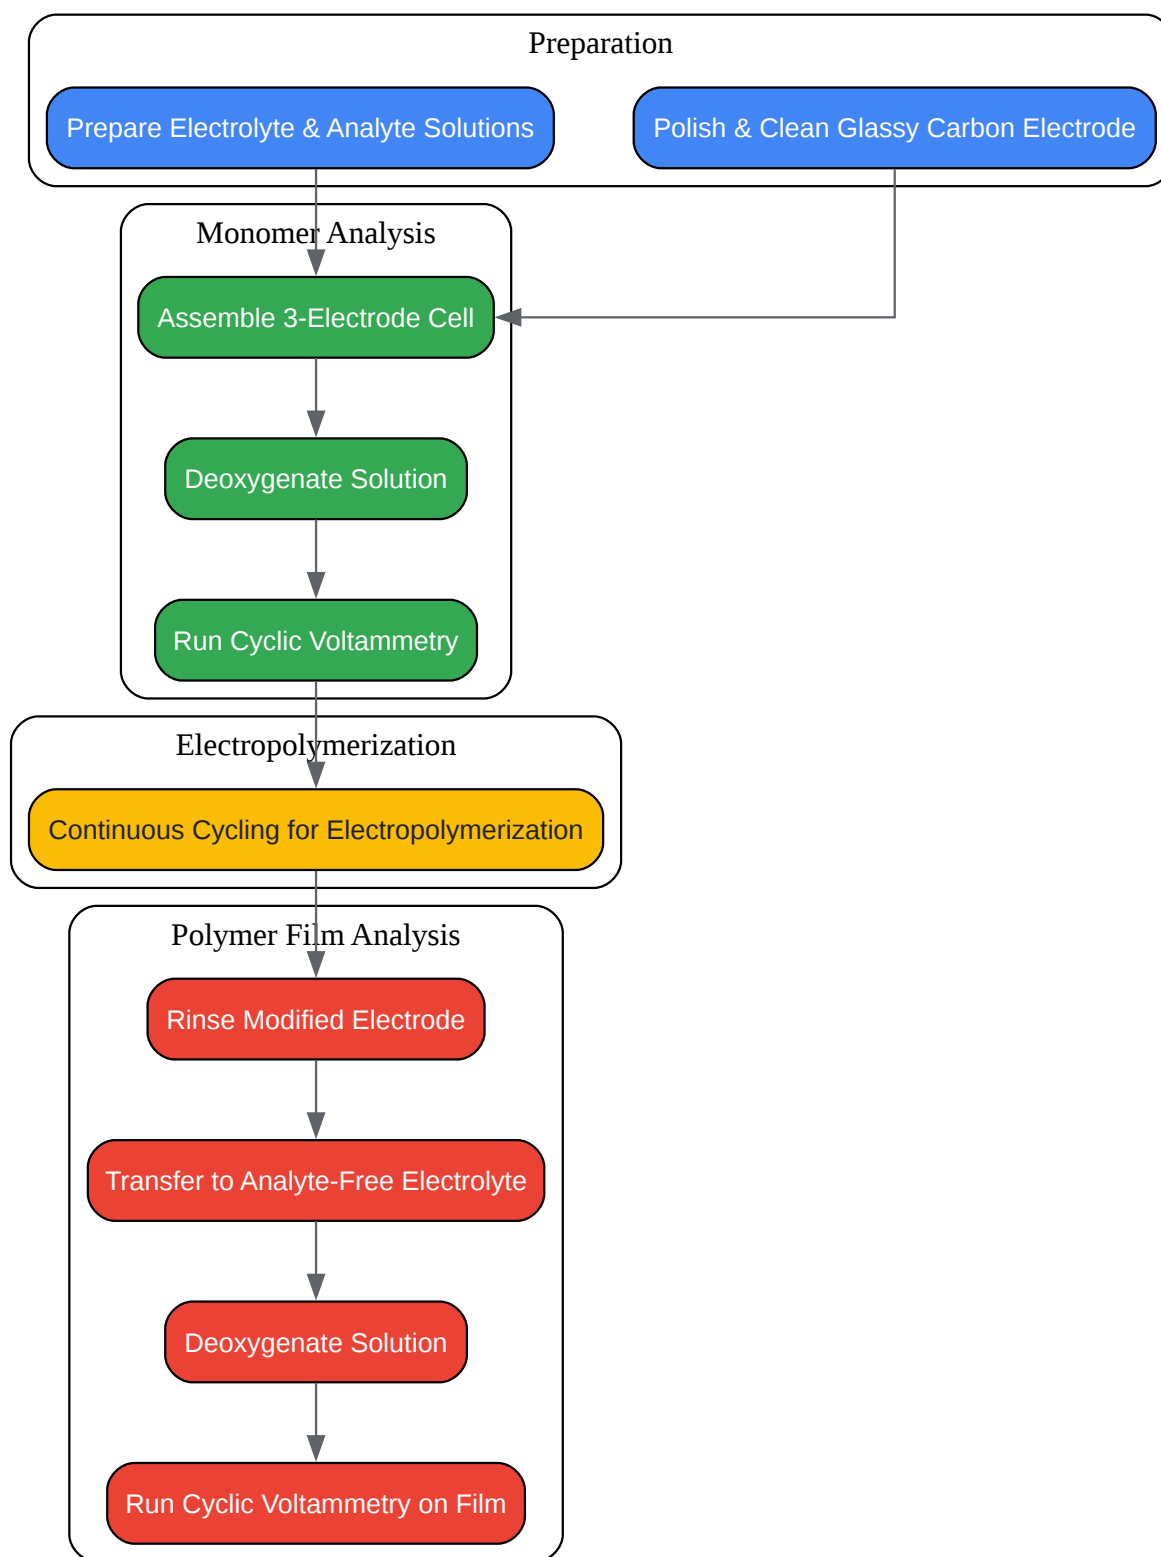 Preparation
Prepare Electrolyte & Analyte Solutions
Polish & Clean Glassy Carbon Electrode
Monomer Analysis
Assemble 3-Electrode Cell
Deoxygenate Solution
Run Cyclic Voltammetry
Electropolymerization
Continuous Cycling for Electropolymerization
Polymer Film Analysis
Rinse Modified Electrode
Transfer to Analyte-Free Electrolyte
Deoxygenate Solution
Run Cyclic Voltammetry on Film